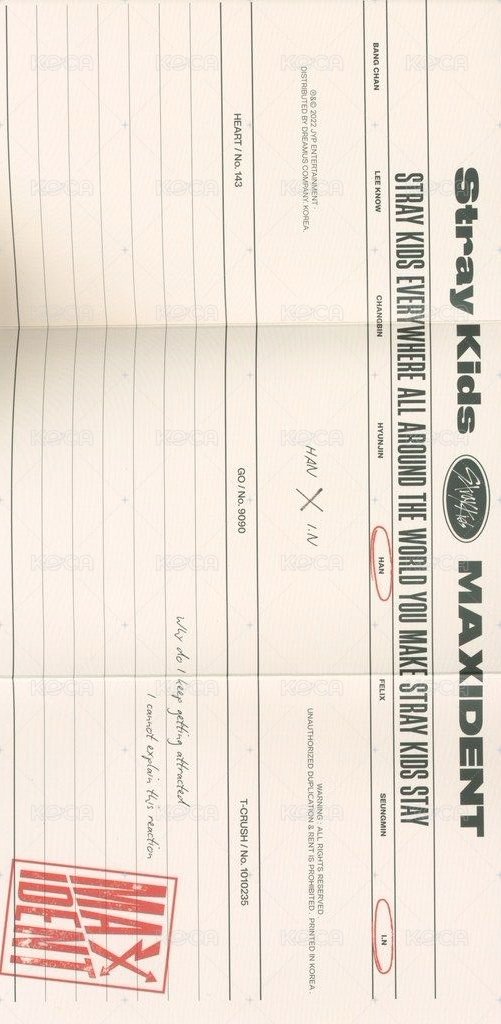 Stray Kids StrayKids MAXIDENT
STRAY KIDS EVERYWHERE ALL AROUND THE WORLD YOU MAKE STRAY KIDS STAY
BANG CHAN LEE KNOW CHANGBIN HYUNJIN HAN FELIX SEUNGMIN I.N
℗&© 2022 JYP ENTERTAINMENT.
DISTRIBUTED BY DREAMUS COMPANY, KOREA.
HAN X I.N
WARNING : ALL RIGHTS RESERVED.
UNAUTHORIZED DUPLICATION & RENT IS PROHIBITED. PRINTED IN KOREA.
HEART / No. 143 GO / No. 9090 T-CRUSH / No. 1010235
Why do I keep getting attracted
I cannot explain this reaction
MAX
IDENT
KOCA